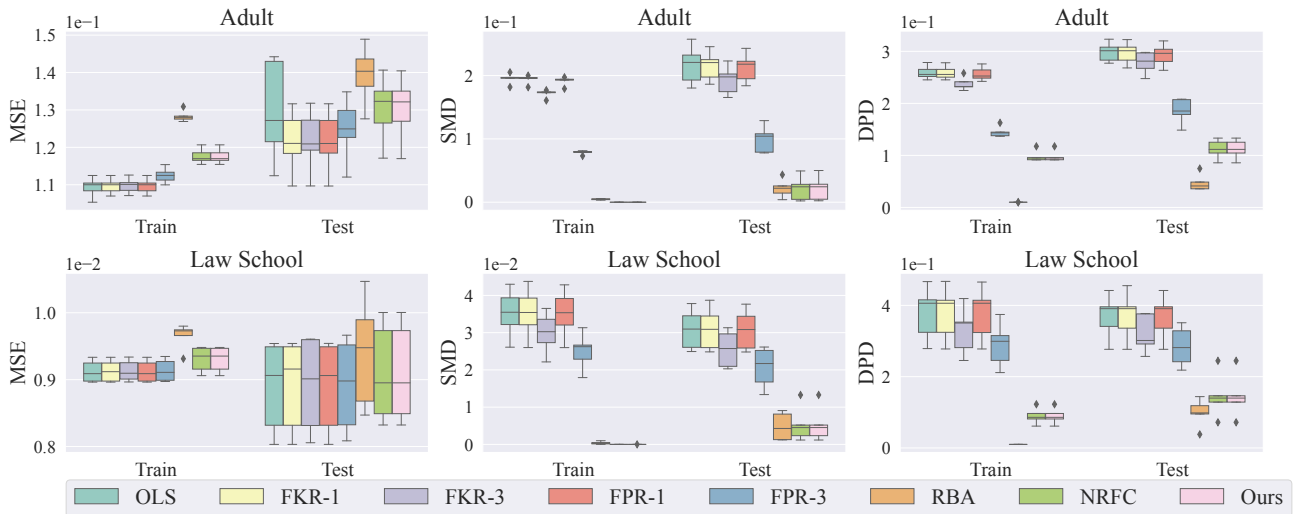 Adult
1e−1
MSE
1.5
1.4
1.3
1.2
1.1
Train
Test
Adult
1e−1
SMD
2
1
0
Train
Test
Adult
1e−1
DPD
3
2
1
0
Train
Test
Law School
1e−2
MSE
1.0
0.9
0.8
Train
Test
Law School
1e−2
SMD
4
3
2
1
0
Train
Test
Law School
1e−1
DPD
4
2
0
Train
Test
OLS FKR-1 FKR-3 FPR-1 FPR-3 RBA NRFC Ours